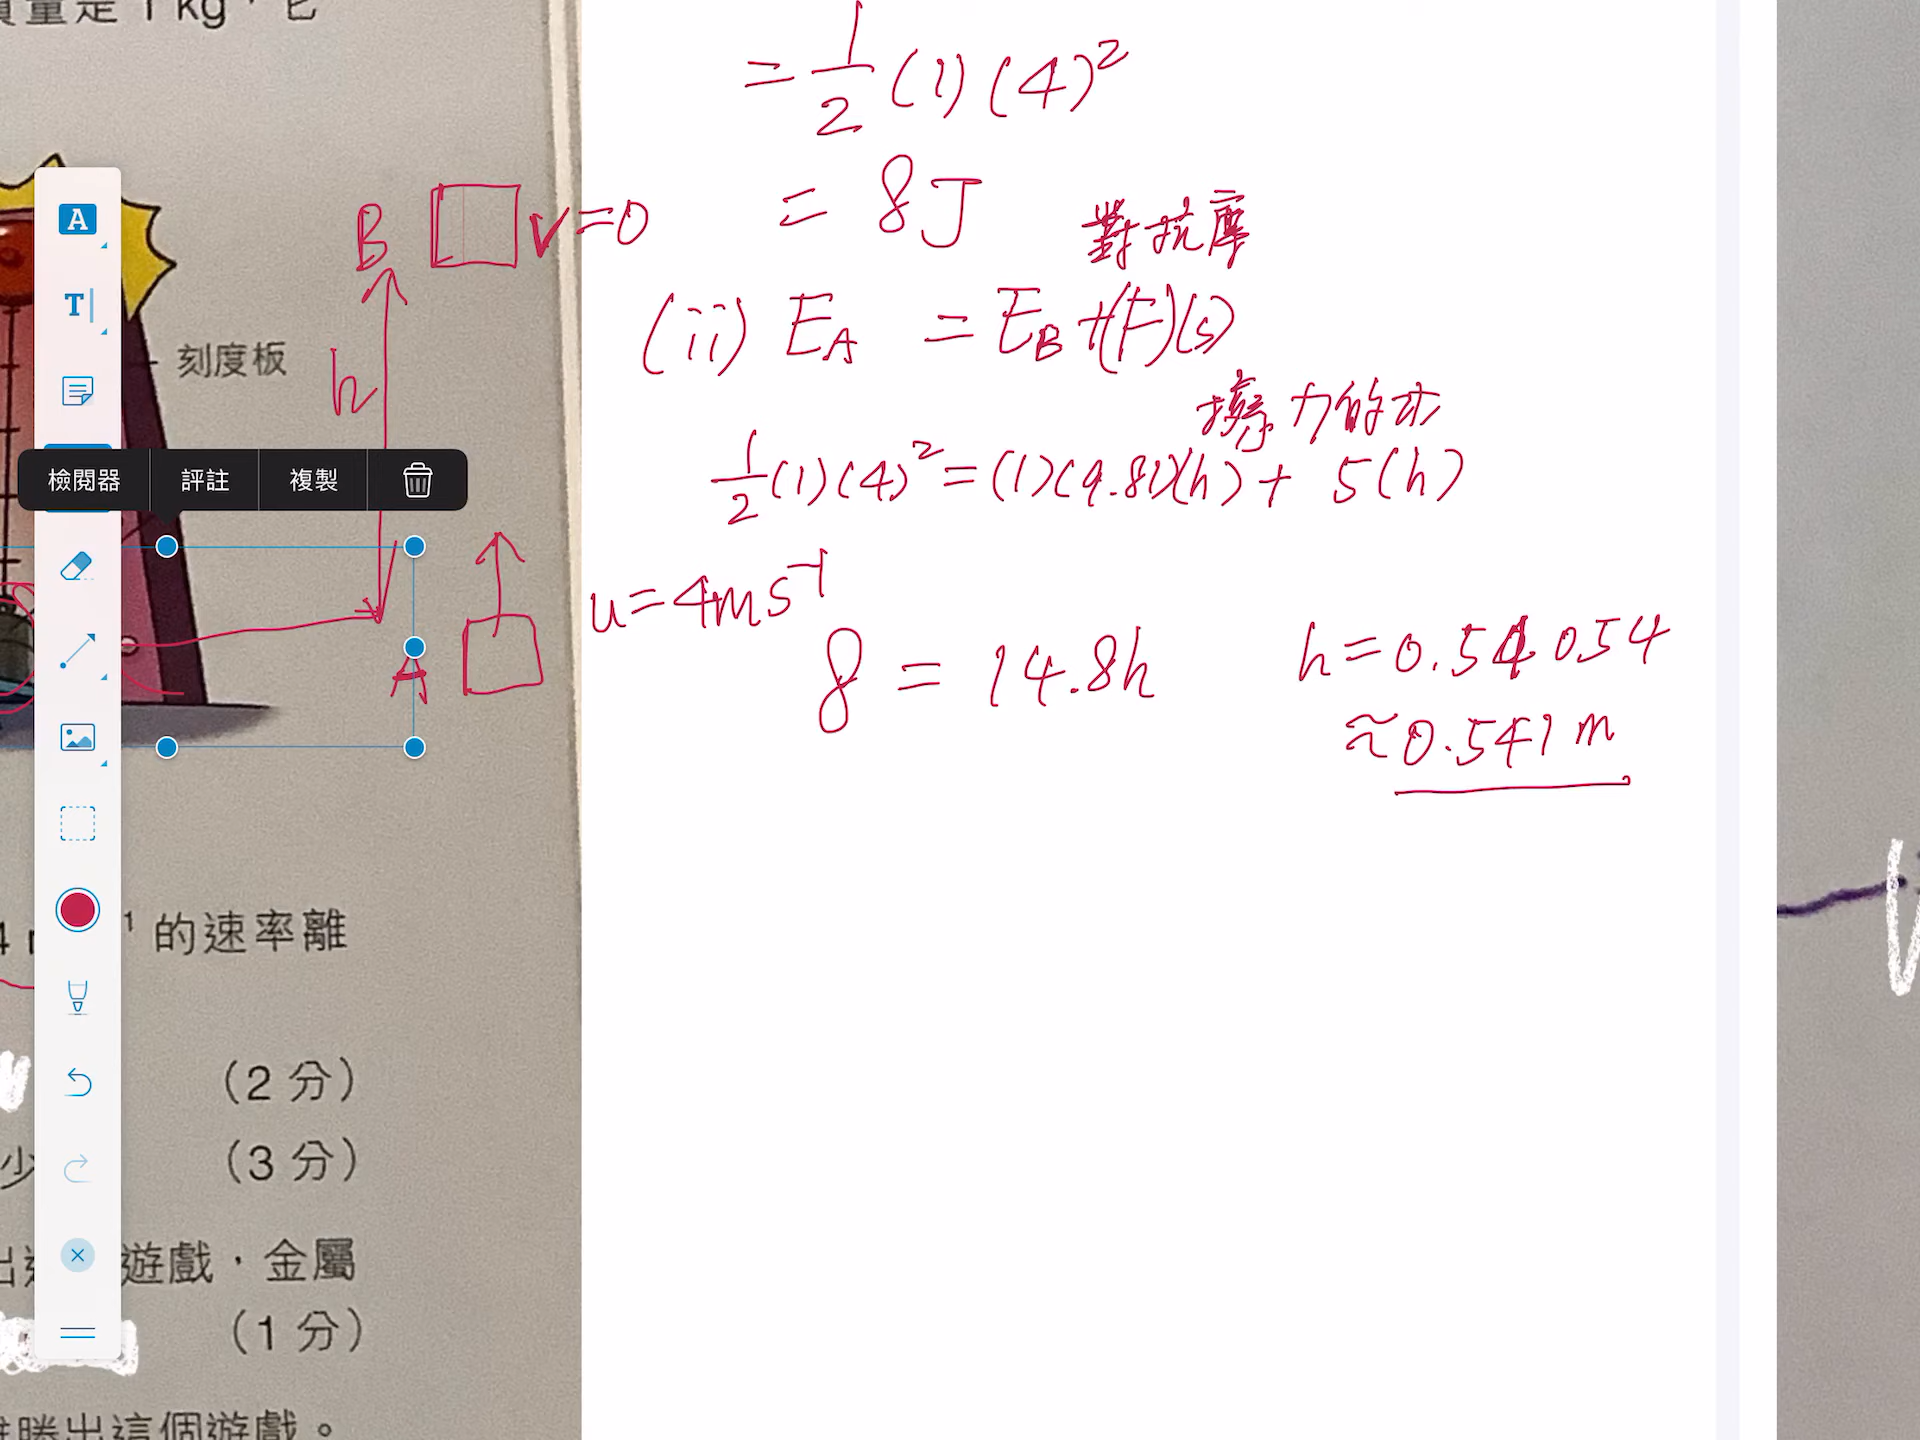 質量是 1 kg，它
= 1/2 (1) (4)²
= 8J
B
v=0
對抗摩
(ii) E_A = E_B + (F)(s)
擦力的功
刻度板
h
檢閱器 評註 複製
1/2 (1) (4)² = (1)(9.81)(h) + 5(h)
u=4ms⁻¹
A
8 = 14.8h
h = 0.54054
≈ 0.541 m
的速率離
(2 分)
(3 分)
遊戲，金屬
(1 分)
勝出這個遊戲。